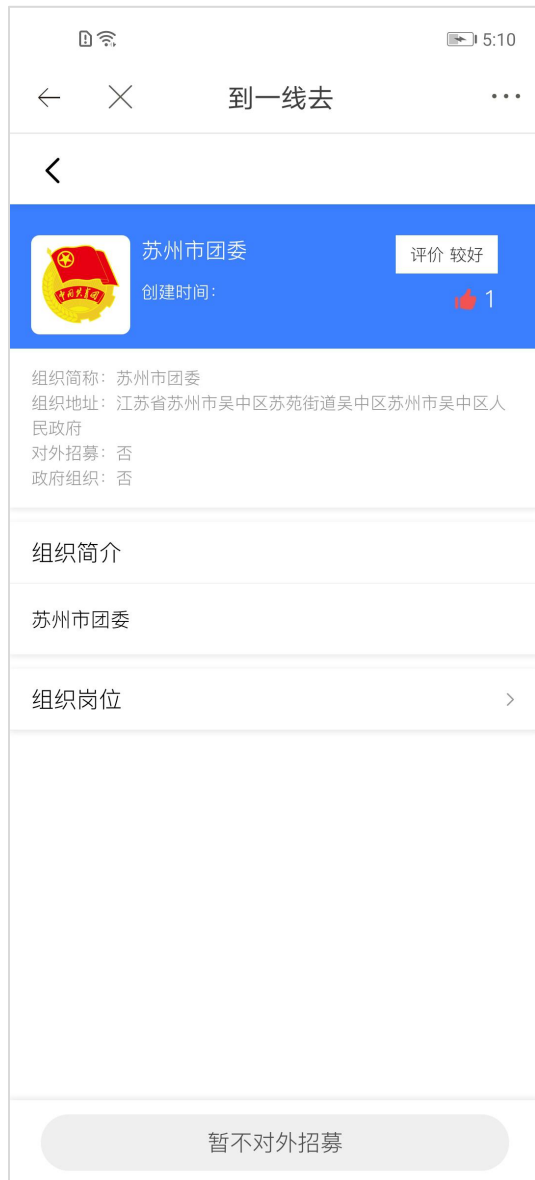 5:10
到一线去
苏州市团委
评价 较好
创建时间：
1
组织简称：苏州市团委
组织地址：江苏省苏州市吴中区苏苑街道吴中区苏州市吴中区人
民政府
对外招募：否
政府组织：否
组织简介
苏州市团委
组织岗位
暂不对外招募